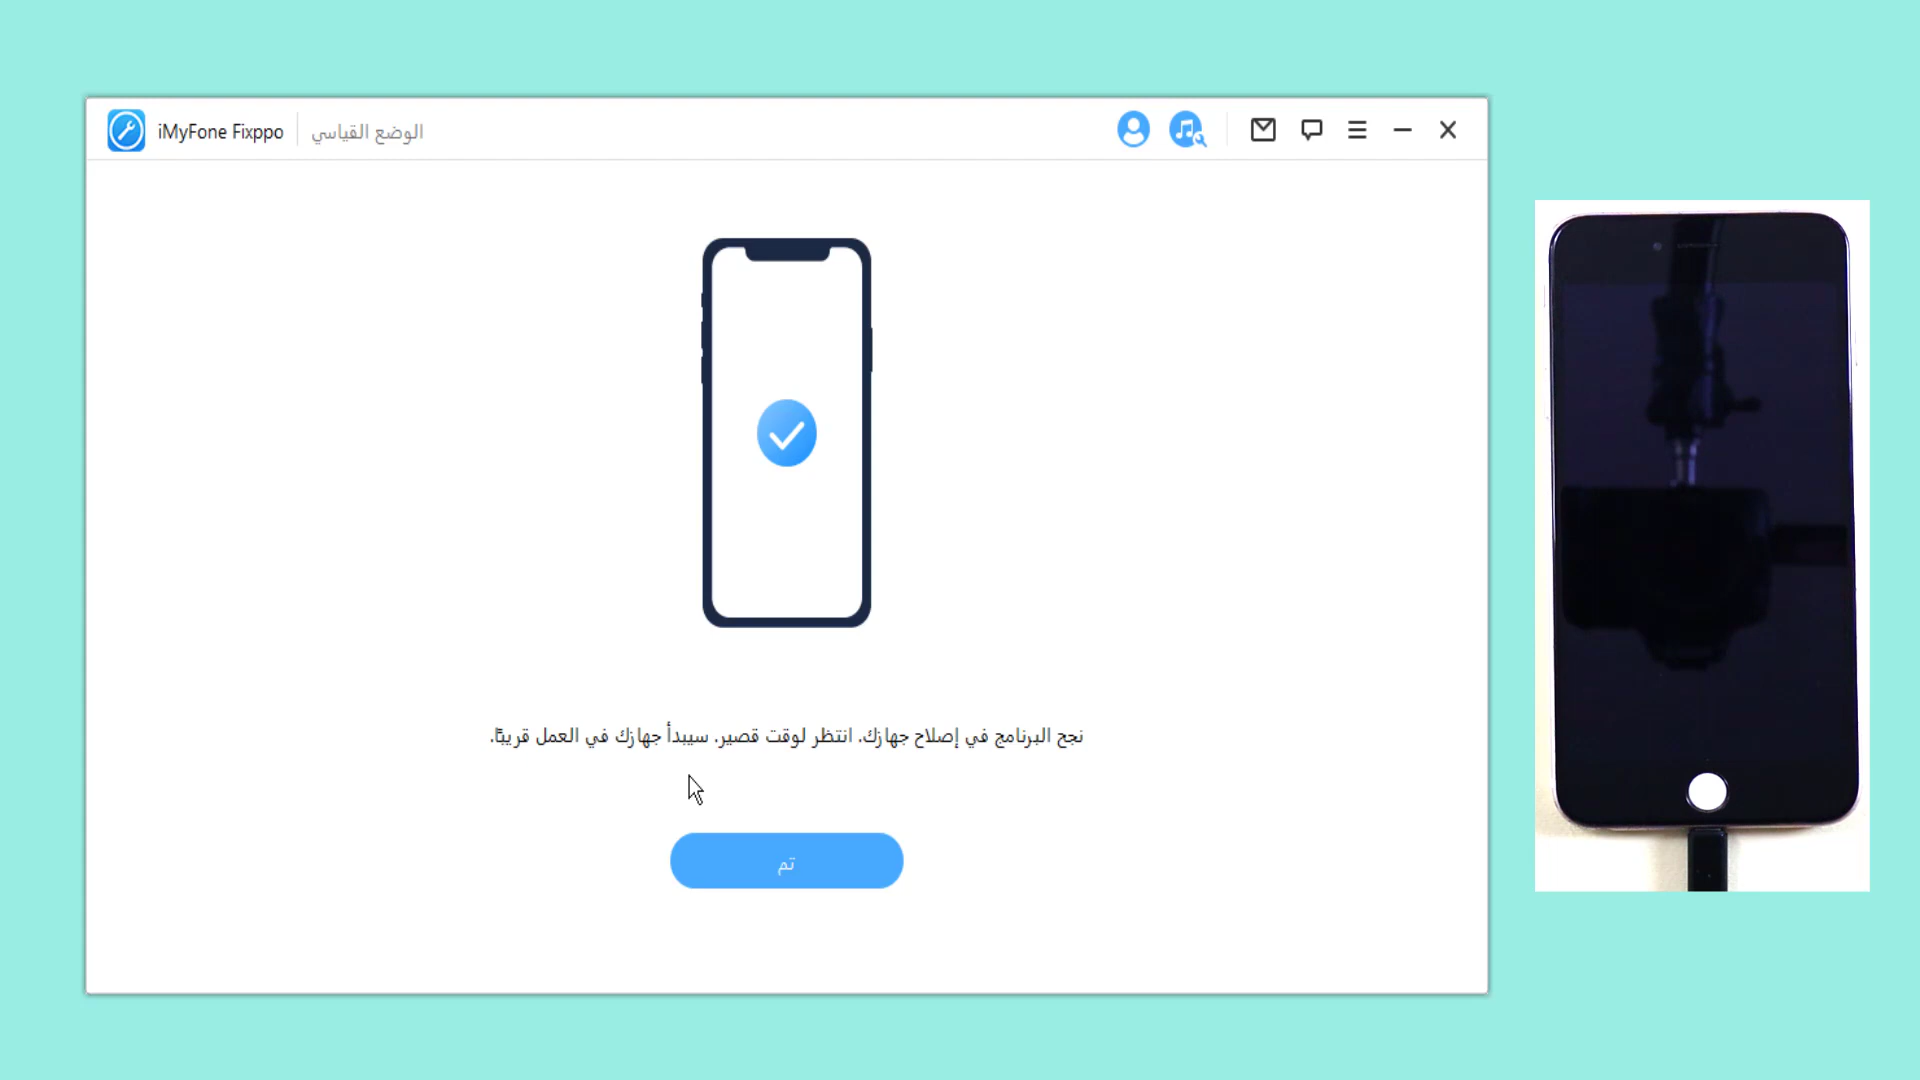 iMyFone Fixppo
الوضع القياسي
نجح البرنامج في إصلاح جهازك. انتظر لوقت قصير. سيبدأ جهازك في العمل قريبًا.
تم